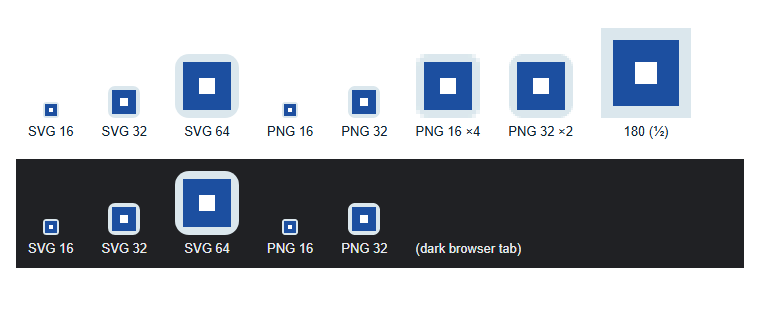 SVG 16 SVG 32 SVG 64 PNG 16 PNG 32 PNG 16 ×4 PNG 32 ×2 180 (½)
SVG 16 SVG 32 SVG 64 PNG 16 PNG 32 (dark browser tab)